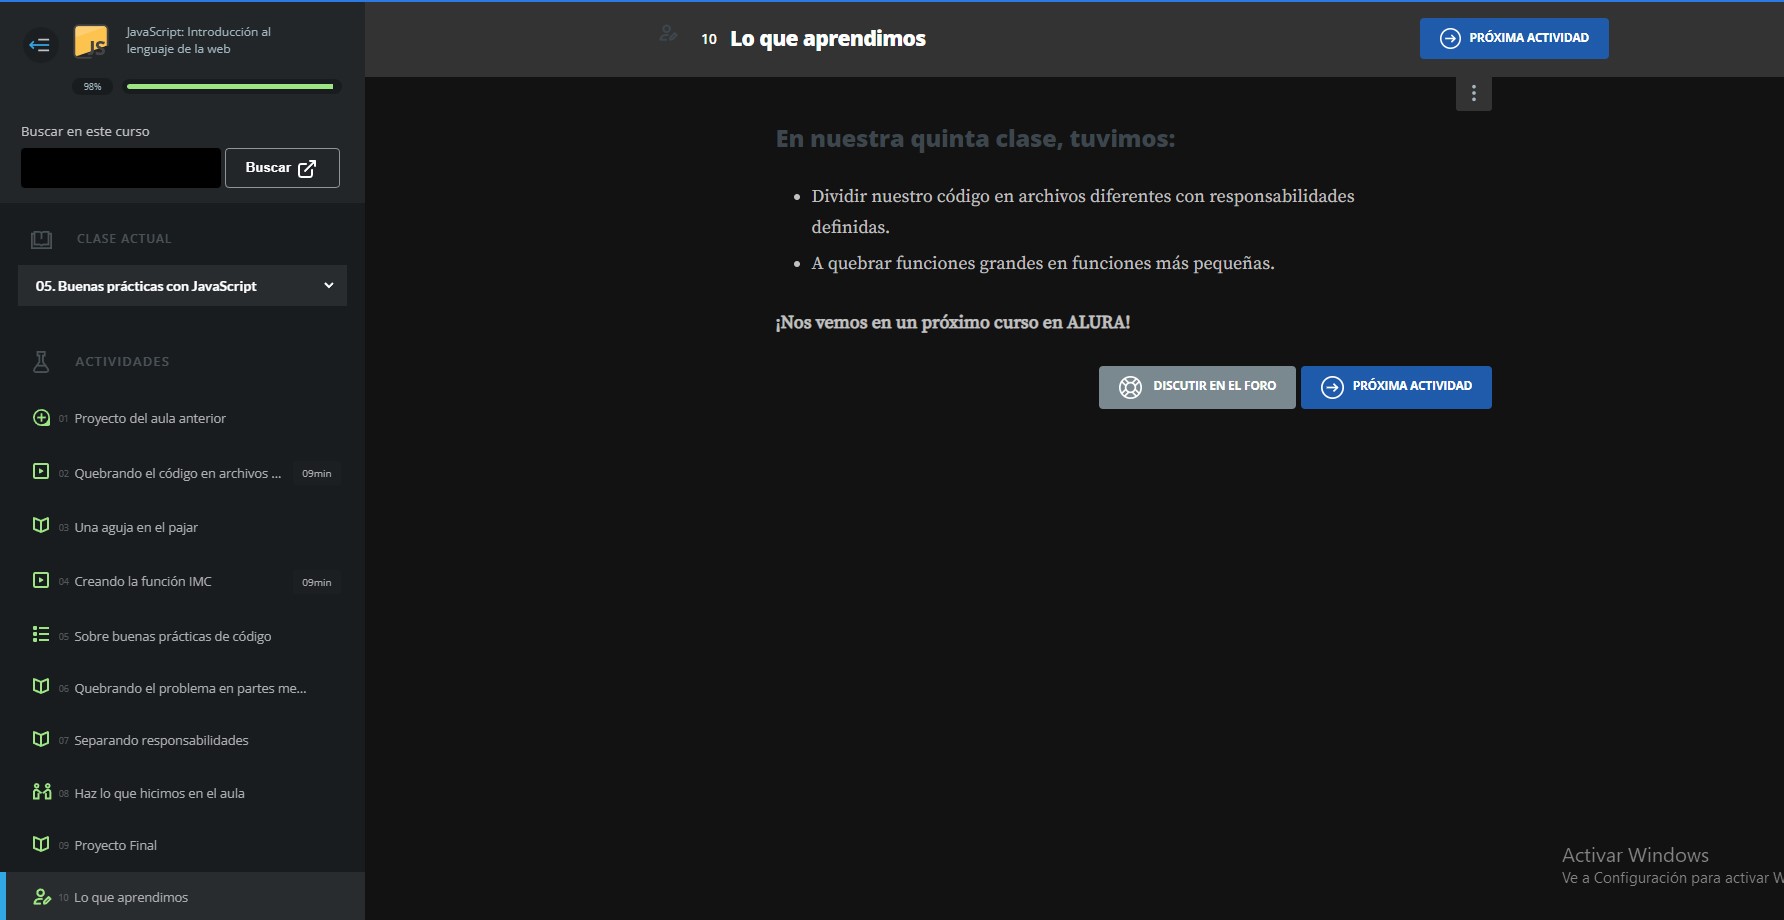 JavaScript: Introducción al
lenguaje de la web
98%
Buscar en este curso
Buscar
CLASE ACTUAL
05. Buenas prácticas con JavaScript
ACTIVIDADES
01 Proyecto del aula anterior
02 Quebrando el código en archivos ... 09min
03 Una aguja en el pajar
04 Creando la función IMC 09min
05 Sobre buenas prácticas de código
06 Quebrando el problema en partes me...
07 Separando responsabilidades
08 Haz lo que hicimos en el aula
09 Proyecto Final
10 Lo que aprendimos
10 Lo que aprendimos
PRÓXIMA ACTIVIDAD
En nuestra quinta clase, tuvimos:
• Dividir nuestro código en archivos diferentes con responsabilidades
definidas.
• A quebrar funciones grandes en funciones más pequeñas.
¡Nos vemos en un próximo curso en ALURA!
DISCUTIR EN EL FORO
PRÓXIMA ACTIVIDAD
Activar Windows
Ve a Configuración para activar W